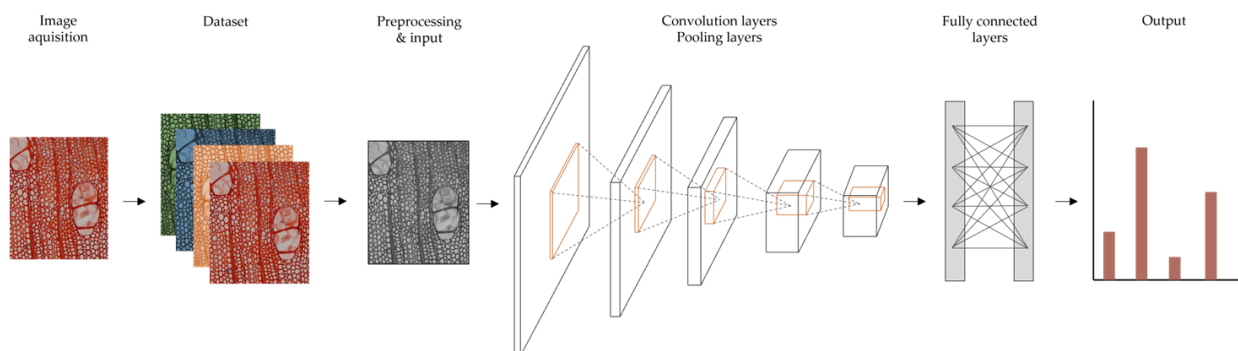 Image
aquisition
Dataset
Preprocessing
& input
Convolution layers
Pooling layers
Fully connected
layers
Output